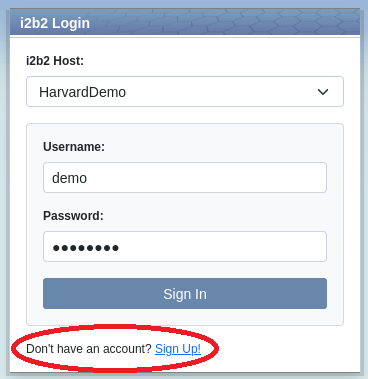 i2b2 Login
i2b2 Host:
HarvardDemo
Username:
demo
Password:
●●●●●●●●
Sign In
Don't have an account? Sign Up!